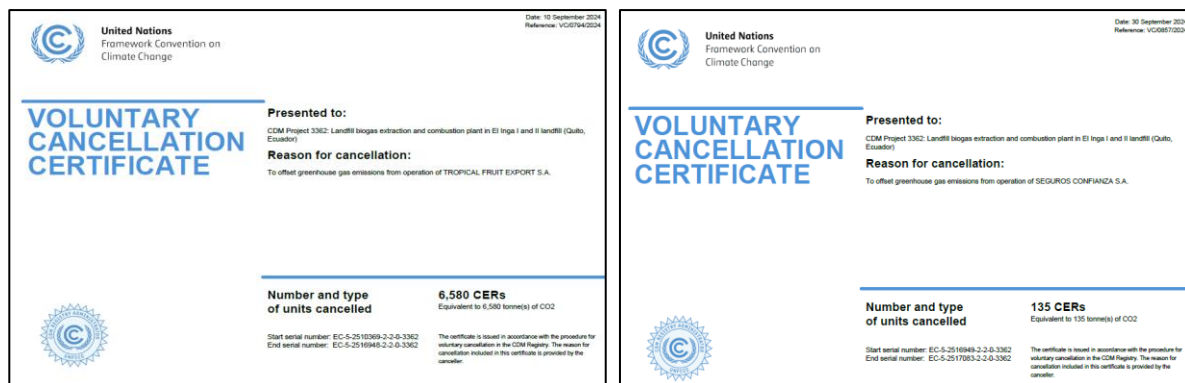 Date: 10 September 2024
Reference: VC/0794/2024
United Nations
Framework Convention on
Climate Change
VOLUNTARY
CANCELLATION
CERTIFICATE
Presented to:
CDM Project 3362: Landfill biogas extraction and combustion plant in El Inga I and II landfill (Quito,
Ecuador)
Reason for cancellation:
To offset greenhouse gas emissions from operation of TROPICAL FRUIT EXPORT S.A.
Number and type
of units cancelled
6,580 CERs
Equivalent to 6,580 tonne(s) of CO2
Start serial number: EC-5-2510369-2-2-0-3362
End serial number: EC-5-2516948-2-2-0-3362
The certificate is issued in accordance with the procedure for
voluntary cancellation in the CDM Registry. The reason for
cancellation included in this certificate is provided by the
canceller.
Date: 30 September 2024
Reference: VC/0857/2024
United Nations
Framework Convention on
Climate Change
VOLUNTARY
CANCELLATION
CERTIFICATE
Presented to:
CDM Project 3362: Landfill biogas extraction and combustion plant in El Inga I and II landfill (Quito,
Ecuador)
Reason for cancellation:
To offset greenhouse gas emissions from operation of SEGUROS CONFIANZA S.A.
Number and type
of units cancelled
135 CERs
Equivalent to 135 tonne(s) of CO2
Start serial number: EC-5-2516949-2-2-0-3362
End serial number: EC-5-2517083-2-2-0-3362
The certificate is issued in accordance with the procedure for
voluntary cancellation in the CDM Registry. The reason for
cancellation included in this certificate is provided by the
canceller.